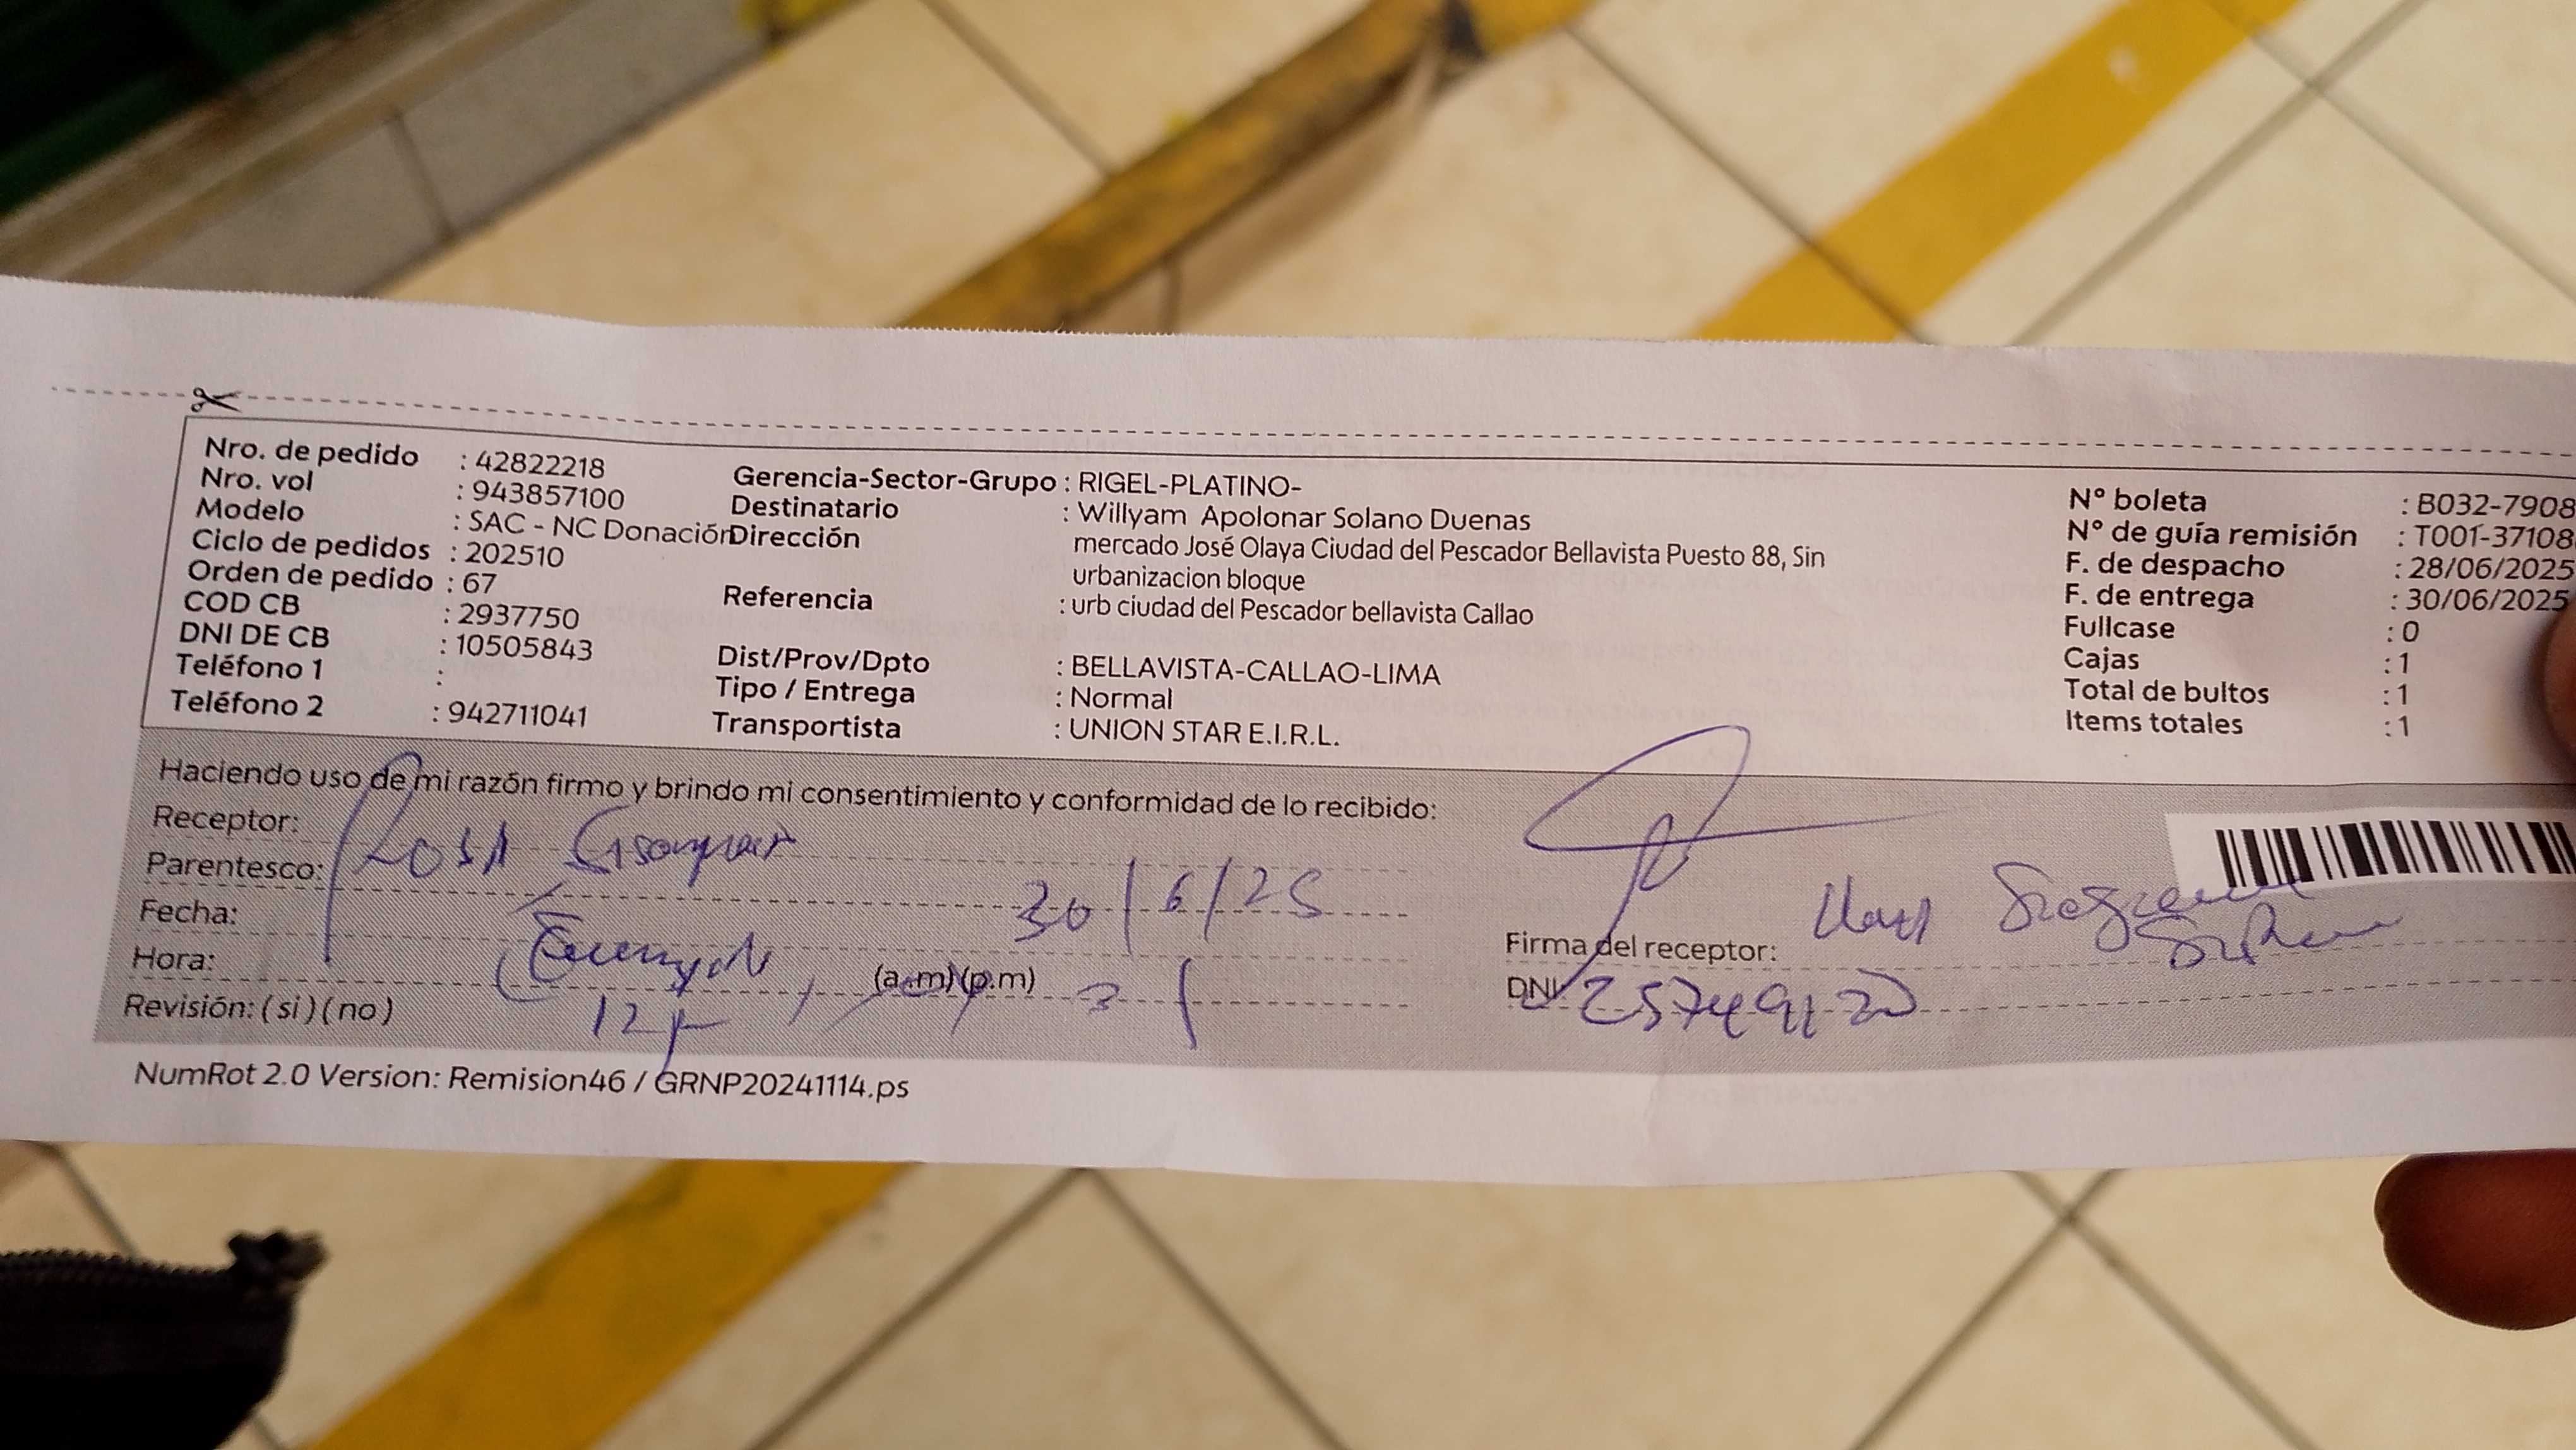 Nro. de pedido : 42822218
Nro. vol : 943857100
Modelo : SAC - NC Donación
Ciclo de pedidos : 202510
Orden de pedido : 67
COD CB : 2937750
DNI DE CB : 10505843
Teléfono 1 :
Teléfono 2 : 942711041
Gerencia-Sector-Grupo : RIGEL-PLATINO-
Destinatario : Willyam Apolonar Solano Duenas
Dirección mercado José Olaya Ciudad del Pescador Bellavista Puesto 88, Sin
urbanizacion bloque
Referencia : urb ciudad del Pescador bellavista Callao
Dist/Prov/Dpto : BELLAVISTA-CALLAO-LIMA
Tipo / Entrega : Normal
Transportista : UNION STAR E.I.R.L.
N° boleta : B032-7908
N° de guía remisión : T001-37108
F. de despacho : 28/06/2025
F. de entrega : 30/06/2025
Fullcase : 0
Cajas : 1
Total de bultos : 1
Items totales : 1
Haciendo uso de mi razón firmo y brindo mi consentimiento y conformidad de lo recibido:
Receptor: Rosa
Parentesco:
Fecha: 30/6/25
Hora: (a.m)(p.m)
Revisión: (si)(no) 12
Firma del receptor:
DNI:
NumRot 2.0 Version: Remision46 / GRNP20241114.ps